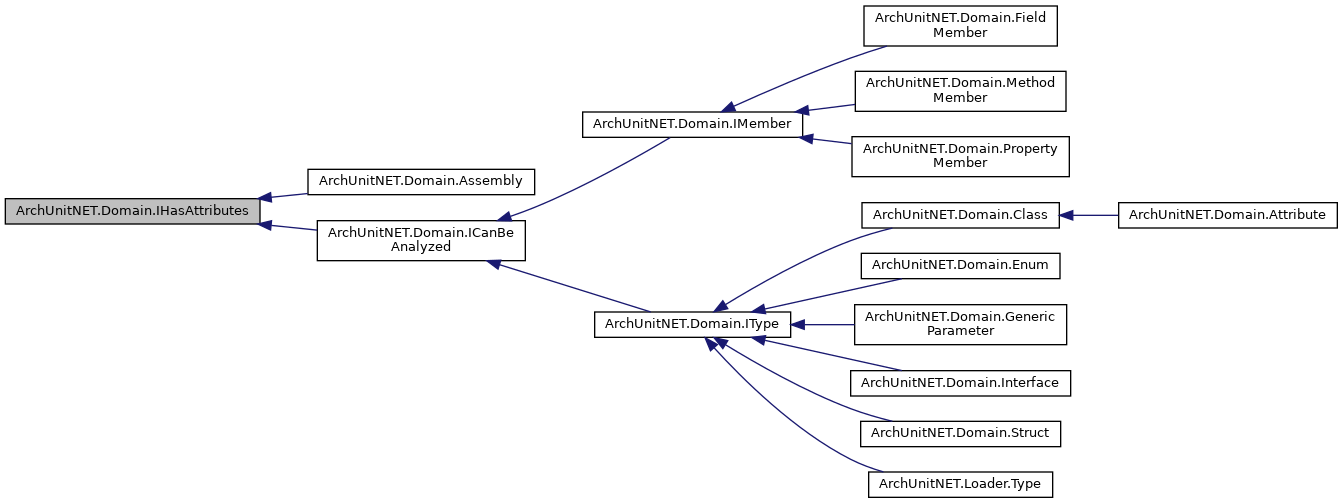 ArchUnitNET.Domain.IHasAttributes
ArchUnitNET.Domain.Assembly
ArchUnitNET.Domain.ICanBe
Analyzed
ArchUnitNET.Domain.IMember
ArchUnitNET.Domain.Field
Member
ArchUnitNET.Domain.Method
Member
ArchUnitNET.Domain.Property
Member
ArchUnitNET.Domain.IType
ArchUnitNET.Domain.Class
ArchUnitNET.Domain.Attribute
ArchUnitNET.Domain.Enum
ArchUnitNET.Domain.Generic
Parameter
ArchUnitNET.Domain.Interface
ArchUnitNET.Domain.Struct
ArchUnitNET.Loader.Type